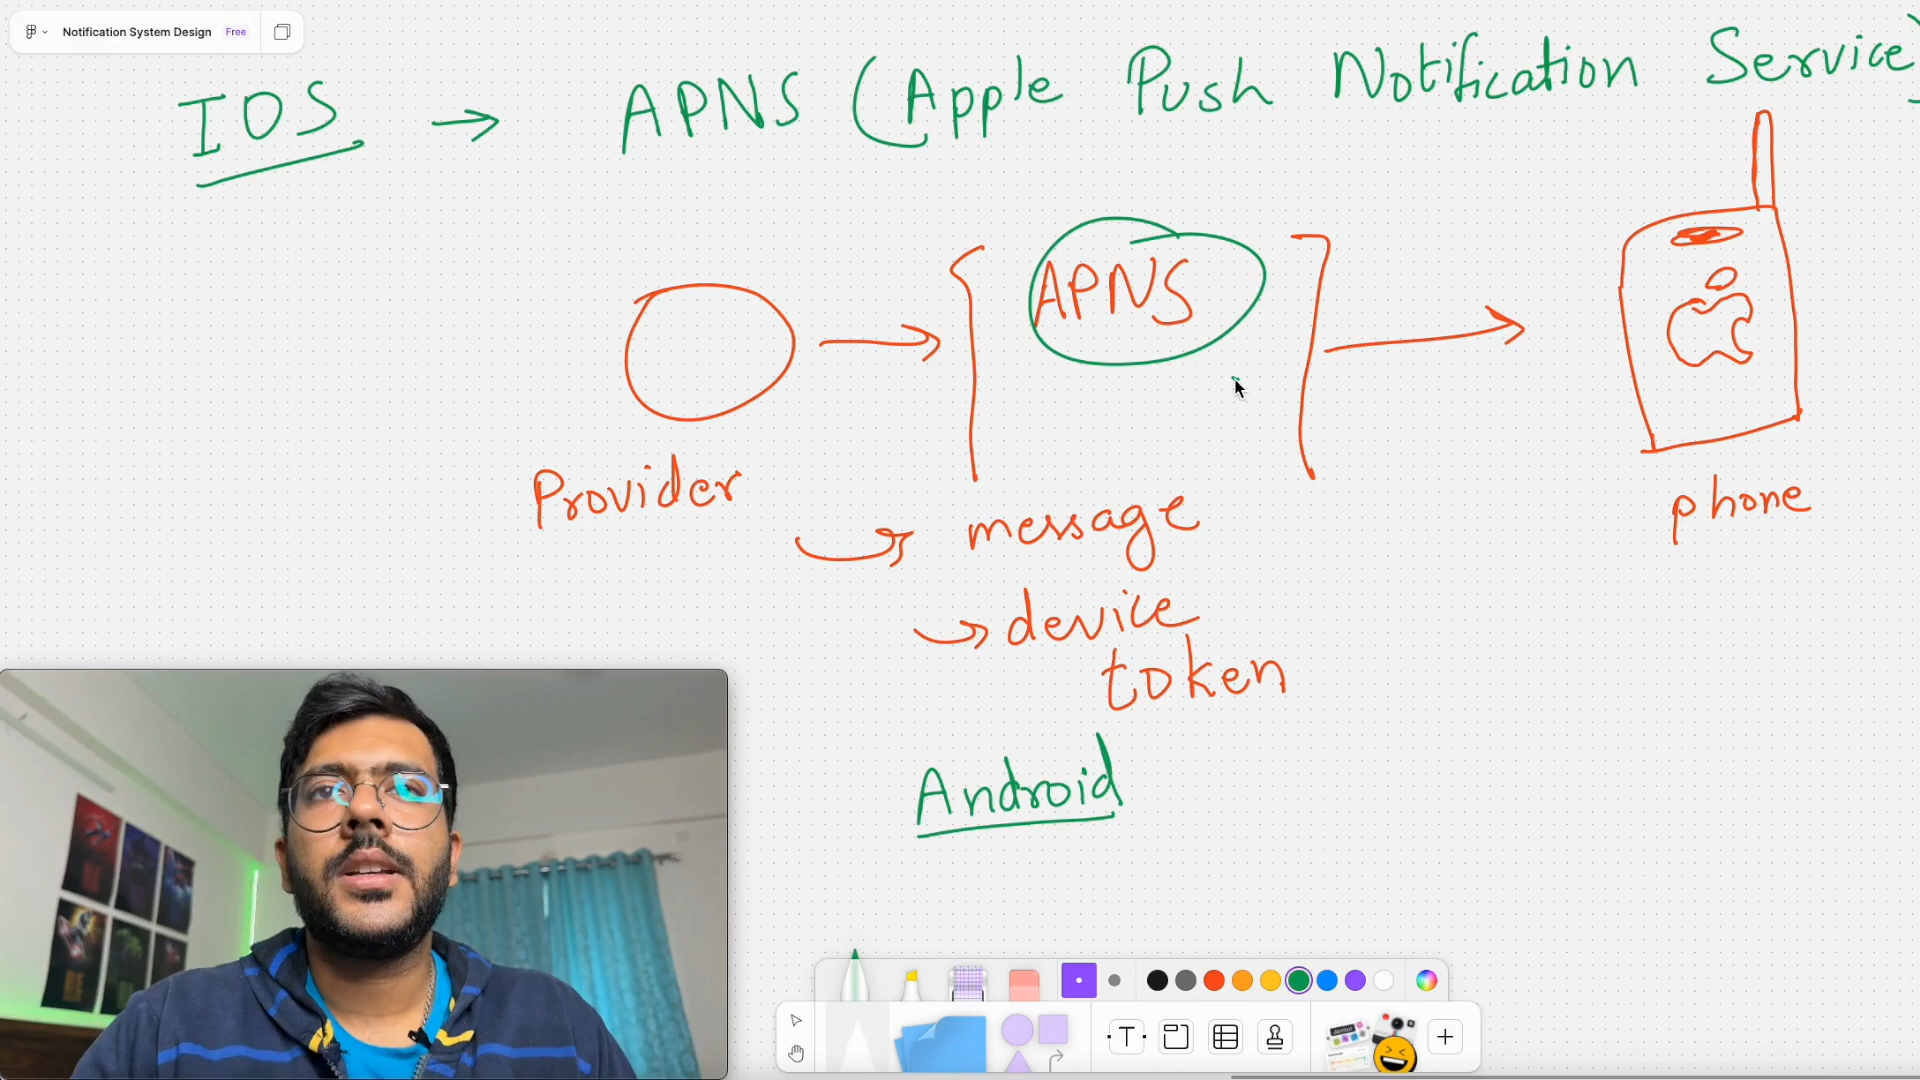 Notification System Design Free
IOS → APNS (Apple Push Notification Service)
APNS
Provider
phone
message
device
token
Android
T